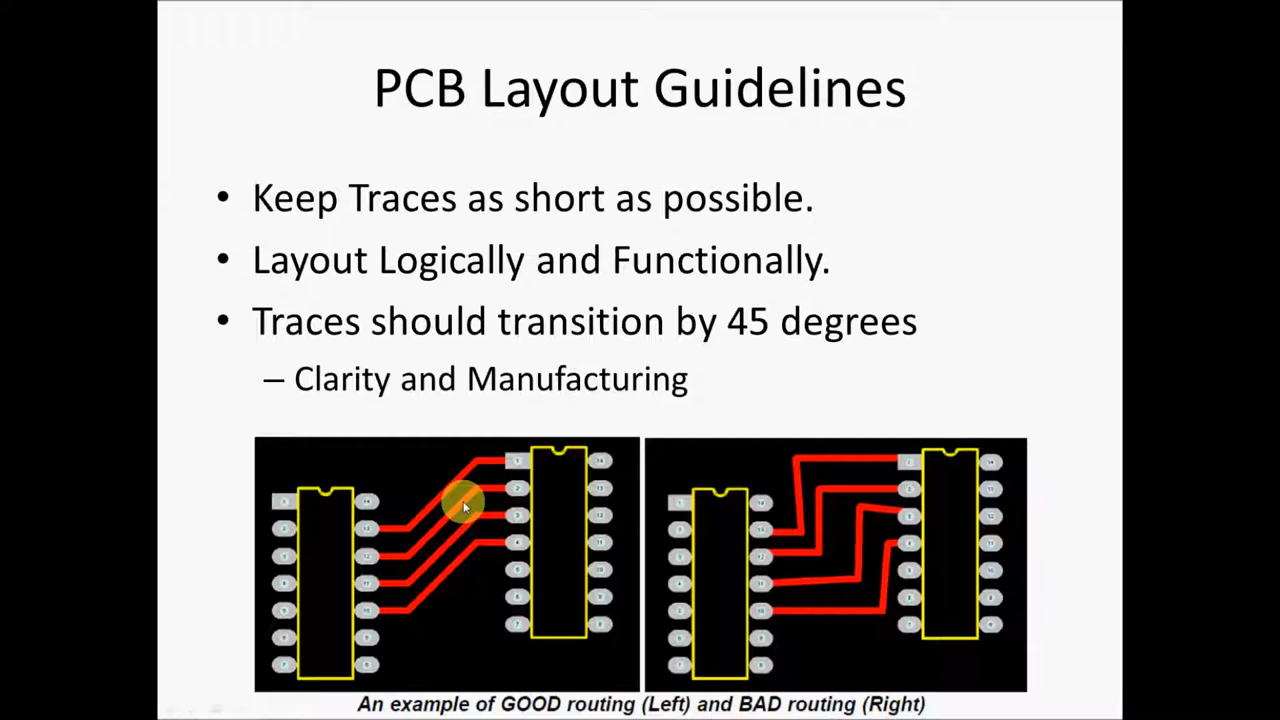 PCB Layout Guidelines
• Keep Traces as short as possible.
• Layout Logically and Functionally.
• Traces should transition by 45 degrees
– Clarity and Manufacturing
An example of GOOD routing (Left) and BAD routing (Right)